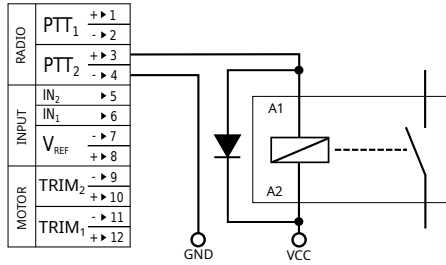 RADIO
PTT1
+ ▸ 1
- ▸ 2
PTT2
+ ▸ 3
- ▸ 4
INPUT
IN2
▸ 5
IN1
▸ 6
VREF
- ▸ 7
+ ▸ 8
MOTOR
TRIM2
- ▸ 9
+ ▸ 10
TRIM1
- ▸ 11
+ ▸ 12
A1
A2
GND
VCC